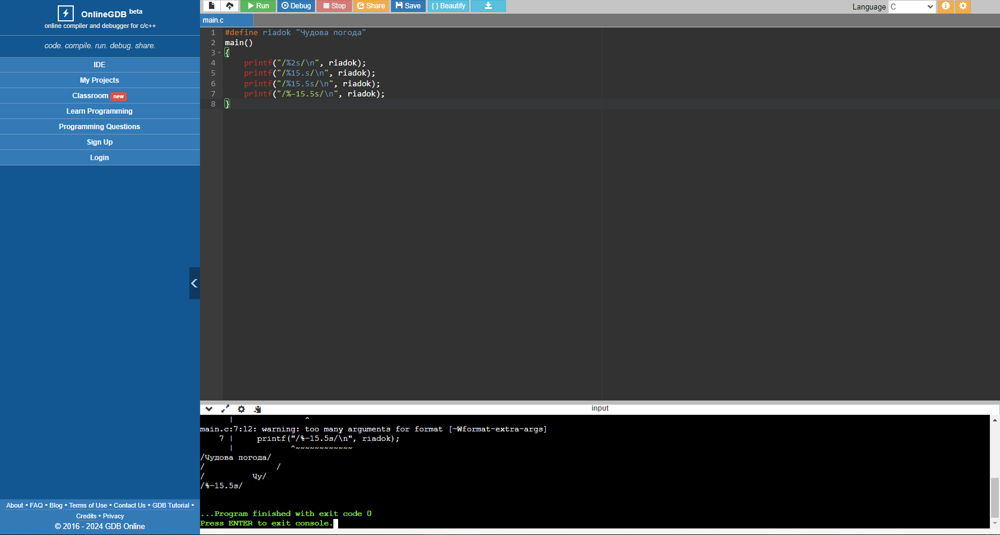 OnlineGDB beta
online compiler and debugger for c/c++
code. compile. run. debug. share.
IDE
My Projects
Classroom new
Learn Programming
Programming Questions
Sign Up
Login
About • FAQ • Blog • Terms of Use • Contact Us • GDB Tutorial •
Credits • Privacy
© 2016 - 2024 GDB Online
Run Debug Stop Share Save { } Beautify
Language C
main.c
1 #define riadok "Чудова погода"
2 main()
3 {
4     printf("/%2s/\n", riadok);
5     printf("/%15.s/\n", riadok);
6     printf("/%15.5s/\n", riadok);
7     printf("/%–15.5s/\n", riadok);
8 }
input
      |               ^
main.c:7:12: warning: too many arguments for format [-Wformat-extra-args]
    7 |     printf("/%–15.5s/\n", riadok);
      |            ^~~~~~~~~~~~~
/Чудова погода/
/               /
/          Чу/
/%–15.5s/
...Program finished with exit code 0
Press ENTER to exit console.